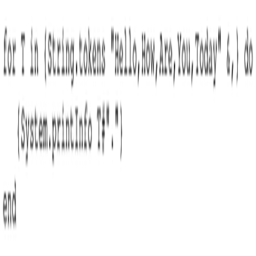 for T in {String.tokens "Hello,How,Are,You,Today" &,} do
{System.printInfo T#"."}
end